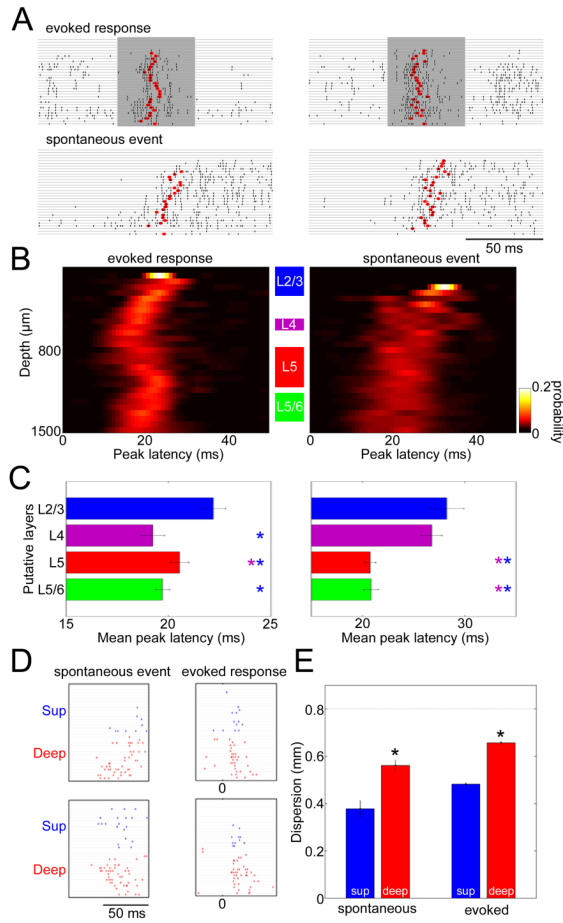 A
evoked response
spontaneous event
50 ms
B
evoked response
spontaneous event
Depth (µm)
800
1500
0
20
40
Peak latency (ms)
L2/3
L4
L5
L5/6
0
20
40
Peak latency (ms)
0.2
0
probability
C
Putative layers
L2/3
L4
*
L5
**
**
L5/6
*
**
15
20
25
Mean peak latency (ms)
20
30
Mean peak latency (ms)
D
spontaneous event
evoked response
Sup
Deep
0
Sup
Deep
50 ms
0
E
Dispersion (mm)
0.8
0.6
0.4
0.2
0
*
*
sup
deep
sup
deep
spontaneous
evoked